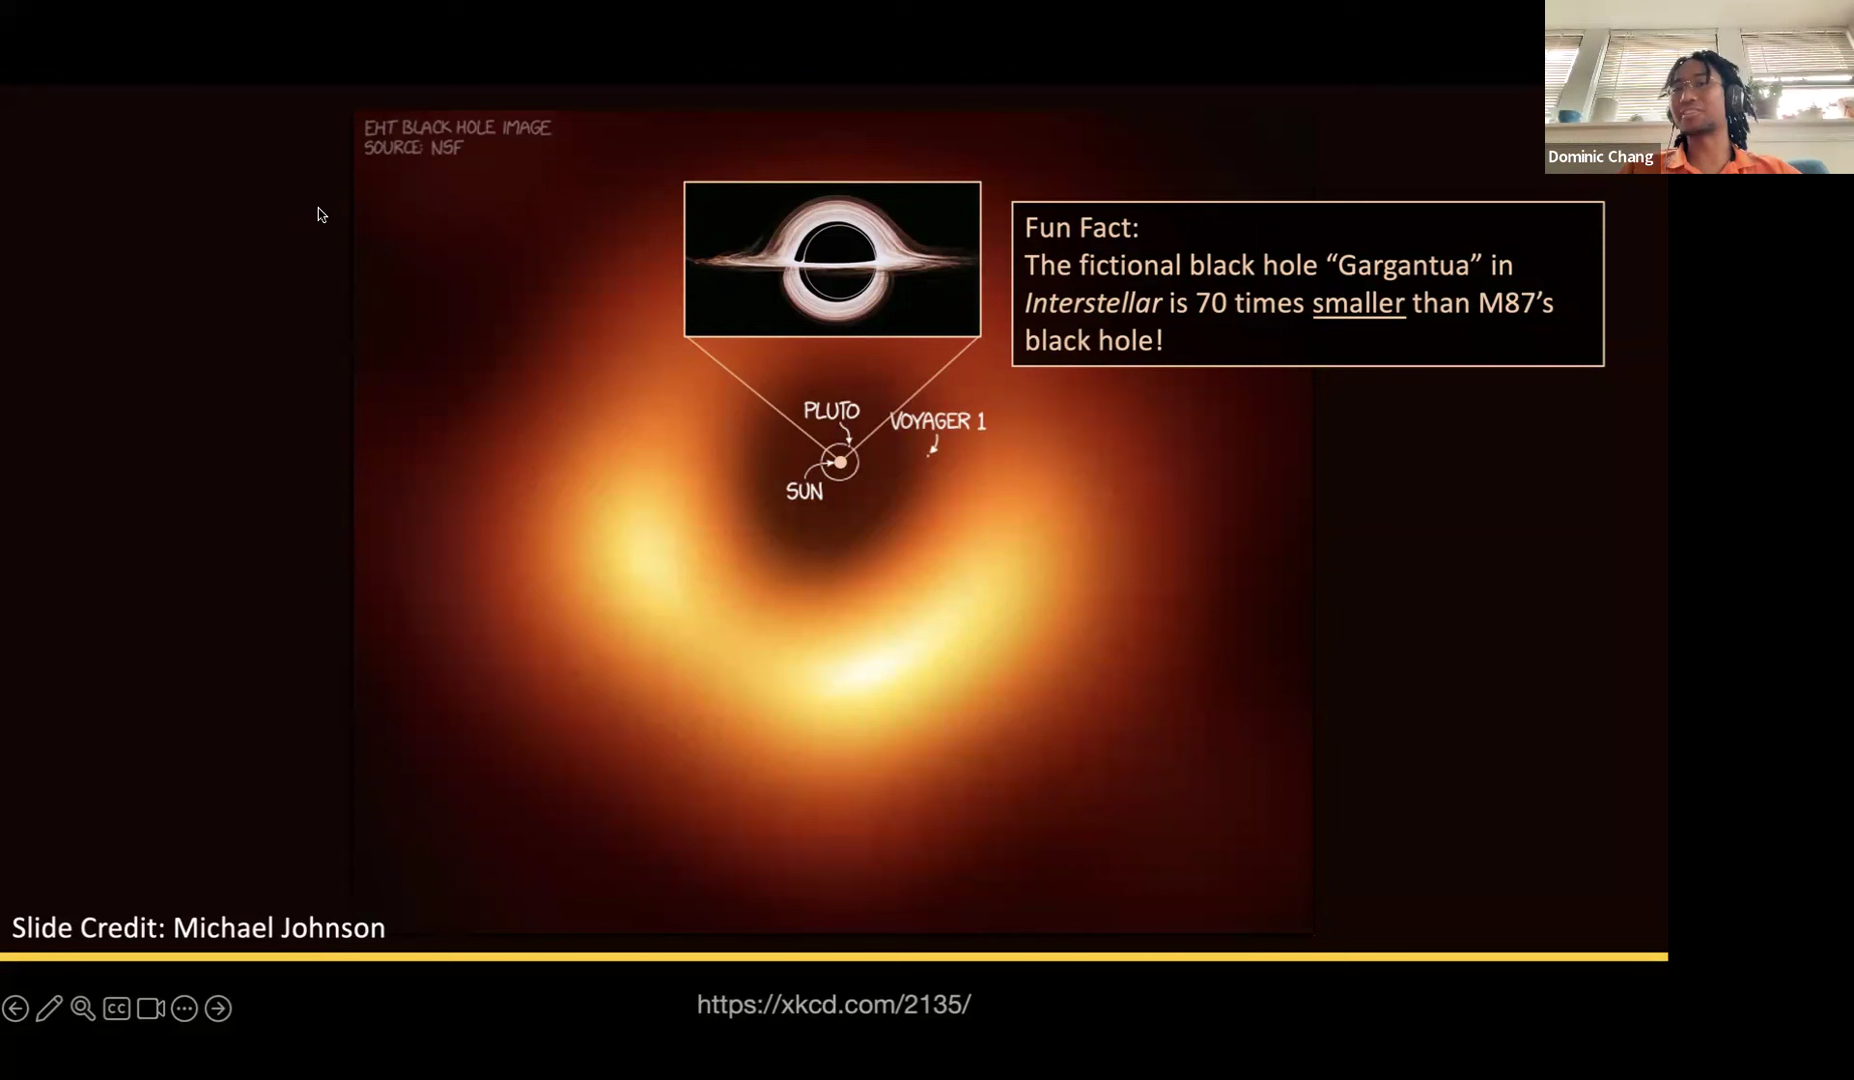 EHT BLACK HOLE IMAGE
SOURCE: NSF
Dominic Chang
Fun Fact:
The fictional black hole “Gargantua” in
Interstellar is 70 times smaller than M87’s
black hole!
PLUTO
VOYAGER 1
SUN
Slide Credit: Michael Johnson
CC
https://xkcd.com/2135/